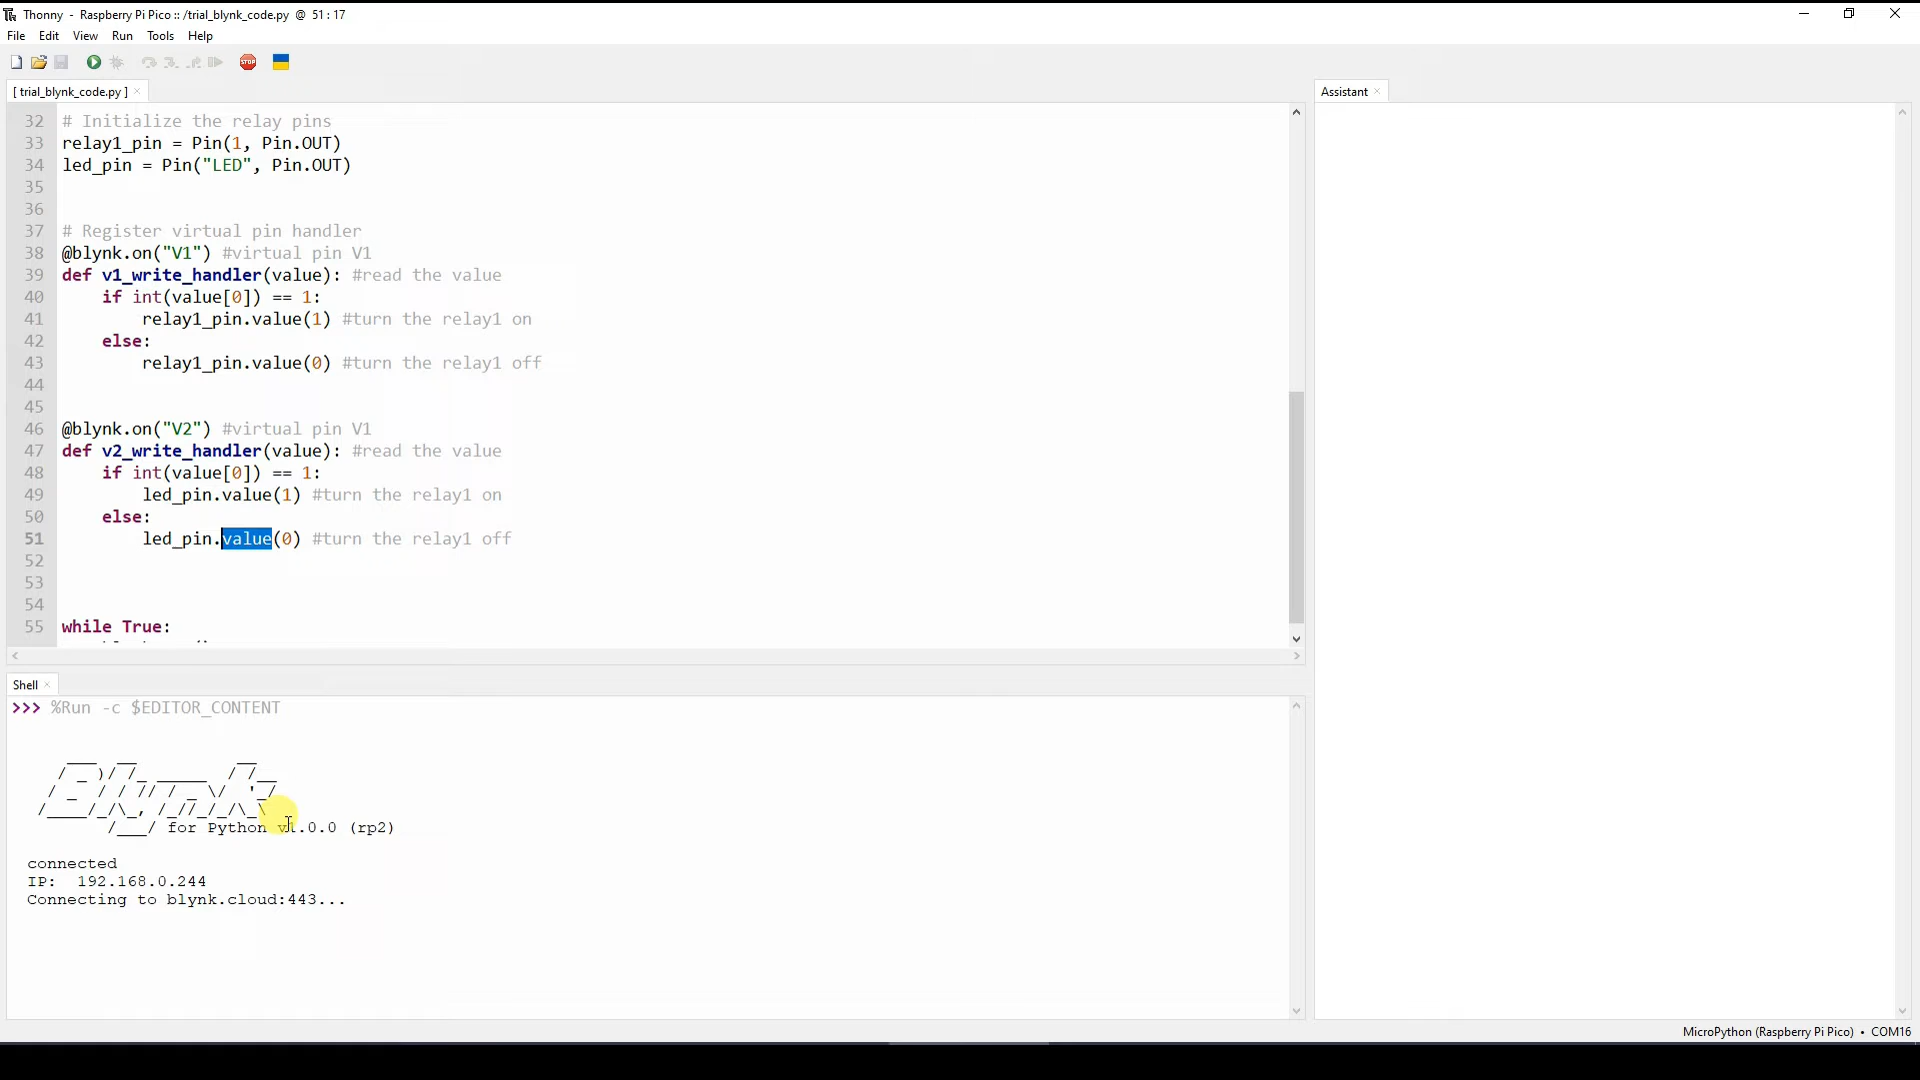 Thonny - Raspberry Pi Pico :: /trial_blynk_code.py @ 51 : 17
File Edit View Run Tools Help
STOP
[ trial_blynk_code.py ] ×
Assistant ×
32 # Initialize the relay pins
33 relay1_pin = Pin(1, Pin.OUT)
34 led_pin = Pin("LED", Pin.OUT)
35
36
37 # Register virtual pin handler
38 @blynk.on("V1") #virtual pin V1
39 def v1_write_handler(value): #read the value
40     if int(value[0]) == 1:
41         relay1_pin.value(1) #turn the relay1 on
42     else:
43         relay1_pin.value(0) #turn the relay1 off
44
45
46 @blynk.on("V2") #virtual pin V1
47 def v2_write_handler(value): #read the value
48     if int(value[0]) == 1:
49         led_pin.value(1) #turn the relay1 on
50     else:
51         led_pin.value(0) #turn the relay1 off
52
53
54
55 while True:
Shell ×
>>> %Run -c $EDITOR_CONTENT
Blynk
for Python v1.0.0 (rp2)
connected
IP:  192.168.0.244
Connecting to blynk.cloud:443...
MicroPython (Raspberry Pi Pico) • COM16